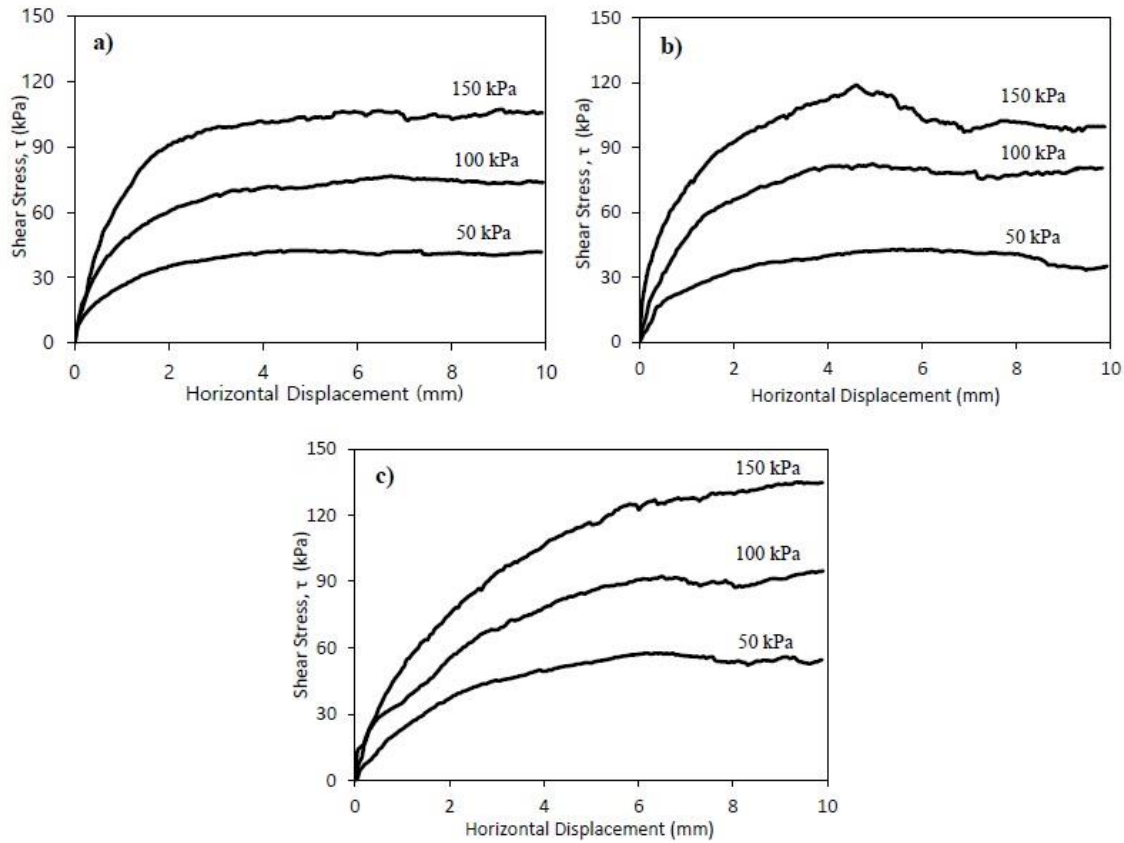 a)
Shear Stress, τ (kPa)
150
120
90
60
30
0
150 kPa
100 kPa
50 kPa
0 2 4 6 8 10
Horizontal Displacement (mm)
b)
Shear Stress , τ (kPa)
150
120
90
60
30
0
150 kPa
100 kPa
50 kPa
0 2 4 6 8 10
Horizontal Displacement (mm)
c)
Shear Stress, τ (kPa)
150
120
90
60
30
0
150 kPa
100 kPa
50 kPa
0 2 4 6 8 10
Horizontal Displacement (mm)